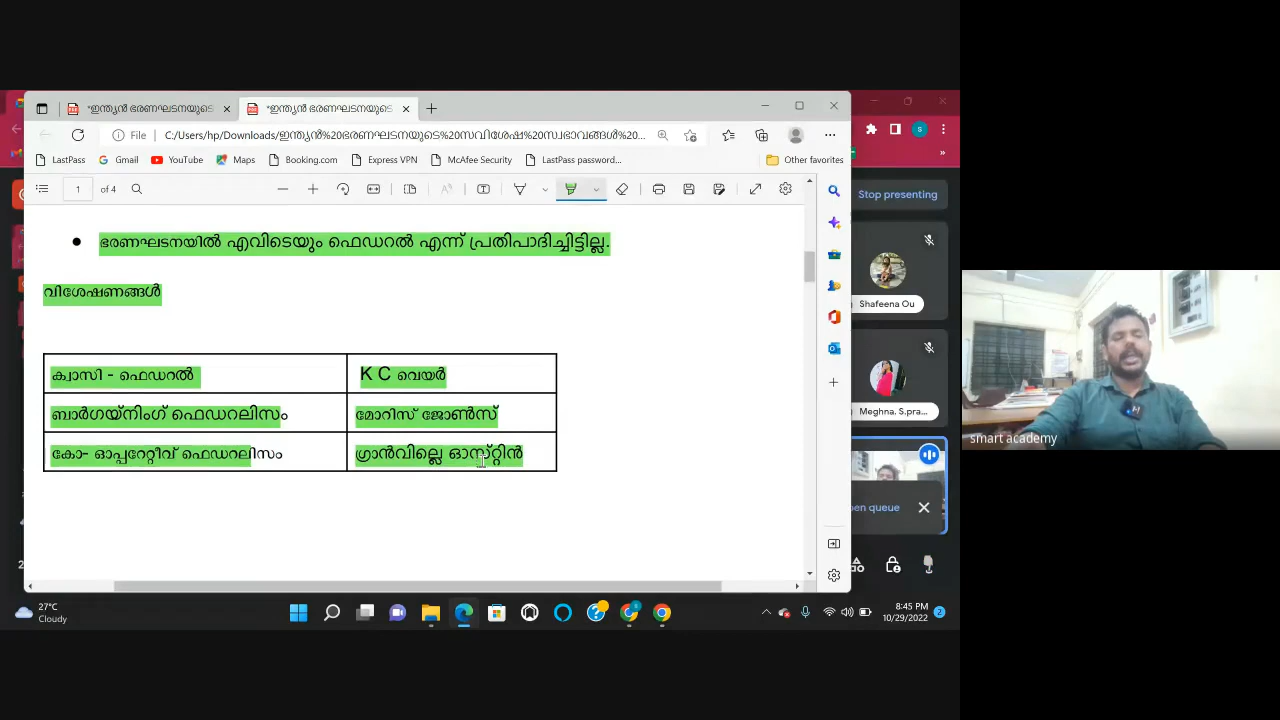 *ഇന്ത്യൻ ഭരണഘടനയുടെ
*ഇന്ത്യൻ ഭരണഘടനയുടെ
File C:/Users/hp/Downloads/ഇന്ത്യൻ%20ഭരണഘടനയുടെ%20സവിശേഷ%20സ്വഭാവങ്ങൾ%20...
LastPass Gmail YouTube Maps Booking.com Express VPN McAfee Security LastPass password... Other favorites
1 of 4
Stop presenting
ഭരണഘടനയിൽ എവിടെയും ഫെഡറൽ എന്ന് പ്രതിപാദിച്ചിട്ടില്ല.
വിശേഷണങ്ങൾ
ക്വാസി - ഫെഡറൽ K C വെയർ
ബാർഗയ്നിംഗ് ഫെഡറലിസം മോറിസ് ജോൺസ്
കോ- ഓപ്പറേറ്റീവ് ഫെഡറലിസം ഗ്രാൻവില്ലെ ഓസ്റ്റിൻ
Shafeena Ou
Meghna. S.pra...
smart academy
queue
27°C
Cloudy
8:45 PM
10/29/2022
2